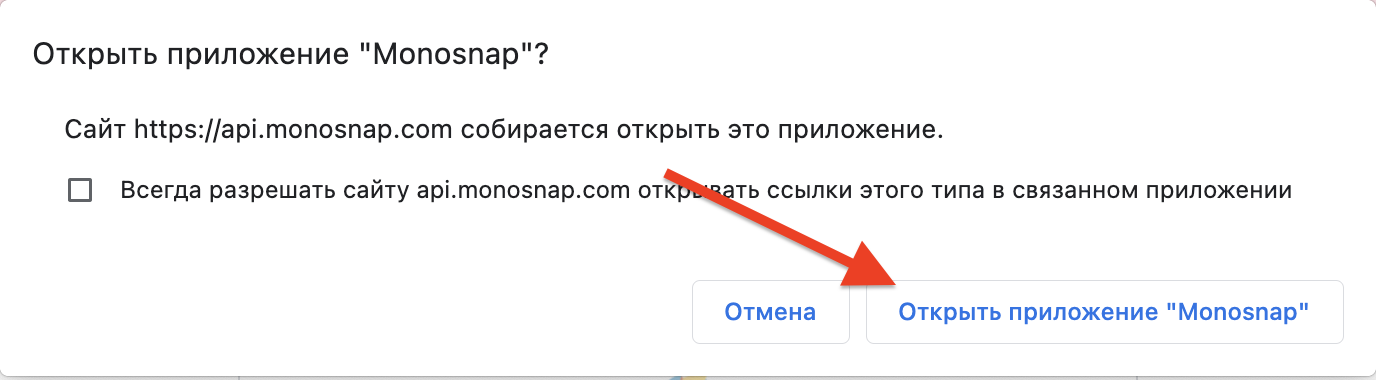 Открыть приложение "Monosnap"?
Сайт https://api.monosnap.com собирается открыть это приложение.
Всегда разрешать сайту api.monosnap.com открывать ссылки этого типа в связанном приложении
Отмена
Открыть приложение "Monosnap"